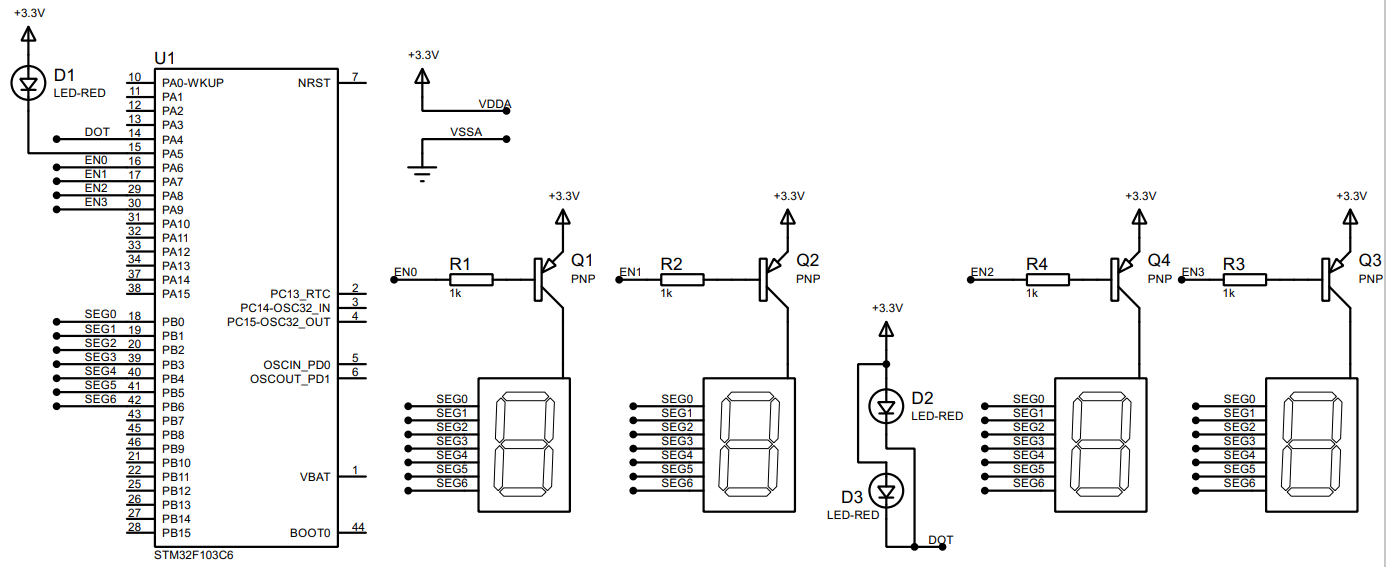 +3.3V
D1
LED-RED
U1
10 PA0-WKUP
11 PA1
12 PA2
13 PA3
DOT 14 PA4
15 PA5
EN0 16 PA6
EN1 17 PA7
EN2 29 PA8
EN3 30 PA9
31 PA10
32 PA11
33 PA12
34 PA13
37 PA14
38 PA15
SEG0 18 PB0
SEG1 19 PB1
SEG2 20 PB2
SEG3 39 PB3
SEG4 40 PB4
SEG5 41 PB5
SEG6 42 PB6
43 PB7
45 PB8
46 PB9
21 PB10
22 PB11
25 PB12
26 PB13
27 PB14
28 PB15
NRST 7
PC13_RTC 2
PC14-OSC32_IN 3
PC15-OSC32_OUT 4
OSCIN_PD0 5
OSCOUT_PD1 6
VBAT 1
BOOT0 44
STM32F103C6
+3.3V
VDDA
VSSA
+3.3V
EN0
R1
1k
Q1
PNP
SEG0
SEG1
SEG2
SEG3
SEG4
SEG5
SEG6
+3.3V
EN1
R2
1k
Q2
PNP
SEG0
SEG1
SEG2
SEG3
SEG4
SEG5
SEG6
+3.3V
D2
LED-RED
D3
LED-RED
DOT
+3.3V
EN2
R4
1k
Q4
PNP
SEG0
SEG1
SEG2
SEG3
SEG4
SEG5
SEG6
+3.3V
EN3
R3
1k
Q3
PNP
SEG0
SEG1
SEG2
SEG3
SEG4
SEG5
SEG6